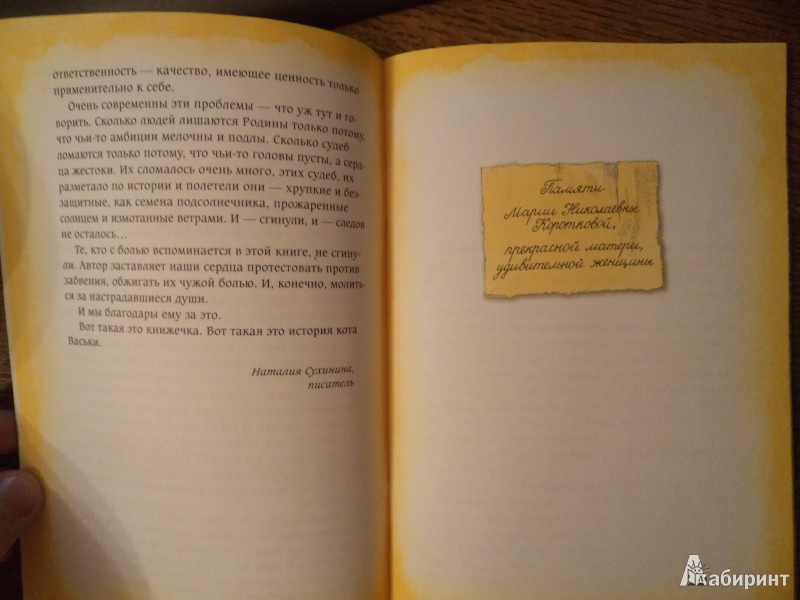 ответственность — качество, имеющее ценность только
применительно к себе.
Очень современны эти проблемы — что уж тут и го-
ворить. Сколько людей лишаются Родины только потому,
что чьи-то амбиции мелочны и подлы. Сколько судеб
ломаются только потому, что чьи-то головы пусты, а серд-
ца жестоки. Их сломалось очень много, этих судеб, их
разметало по истории и полетели они — хрупкие и без-
защитные, как семена подсолнечника, прожаренные
солнцем и измотанные ветрами. И — сгинули, и — следов
не осталось...
Те, кто с болью вспоминается в этой книге, не сгину-
ли. Автор заставляет наши сердца протестовать против
забвения, обжигать их чужой болью. И, конечно, молить-
ся за настрадавшиеся души.
И мы благодарны ему за это.
Вот такая это книжечка. Вот такая это история кота
Васьки.
Наталия Сухинина,
писатель
Памяти
Марии Николаевны
Коротковой,
прекрасной матери,
удивительной женщины
Лабиринт